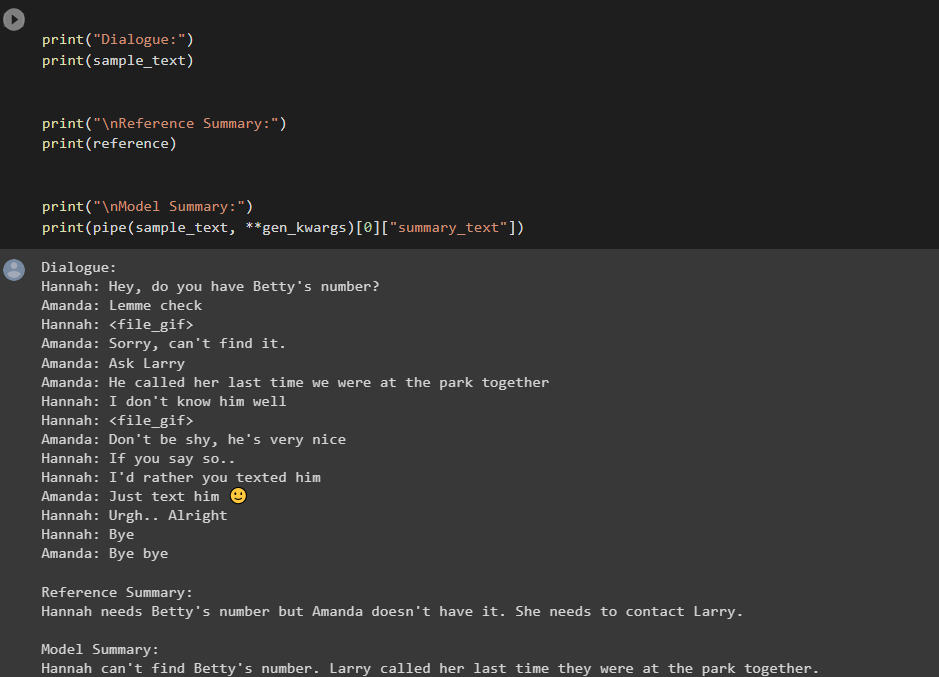 print("Dialogue:")
print(sample_text)
print("\nReference Summary:")
print(reference)
print("\nModel Summary:")
print(pipe(sample_text, **gen_kwargs)[0]["summary_text"])
Dialogue:
Hannah: Hey, do you have Betty's number?
Amanda: Lemme check
Hannah: <file_gif>
Amanda: Sorry, can't find it.
Amanda: Ask Larry
Amanda: He called her last time we were at the park together
Hannah: I don't know him well
Hannah: <file_gif>
Amanda: Don't be shy, he's very nice
Hannah: If you say so..
Hannah: I'd rather you texted him
Amanda: Just text him 🙂
Hannah: Urgh.. Alright
Hannah: Bye
Amanda: Bye bye
Reference Summary:
Hannah needs Betty's number but Amanda doesn't have it. She needs to contact Larry.
Model Summary:
Hannah can't find Betty's number. Larry called her last time they were at the park together.